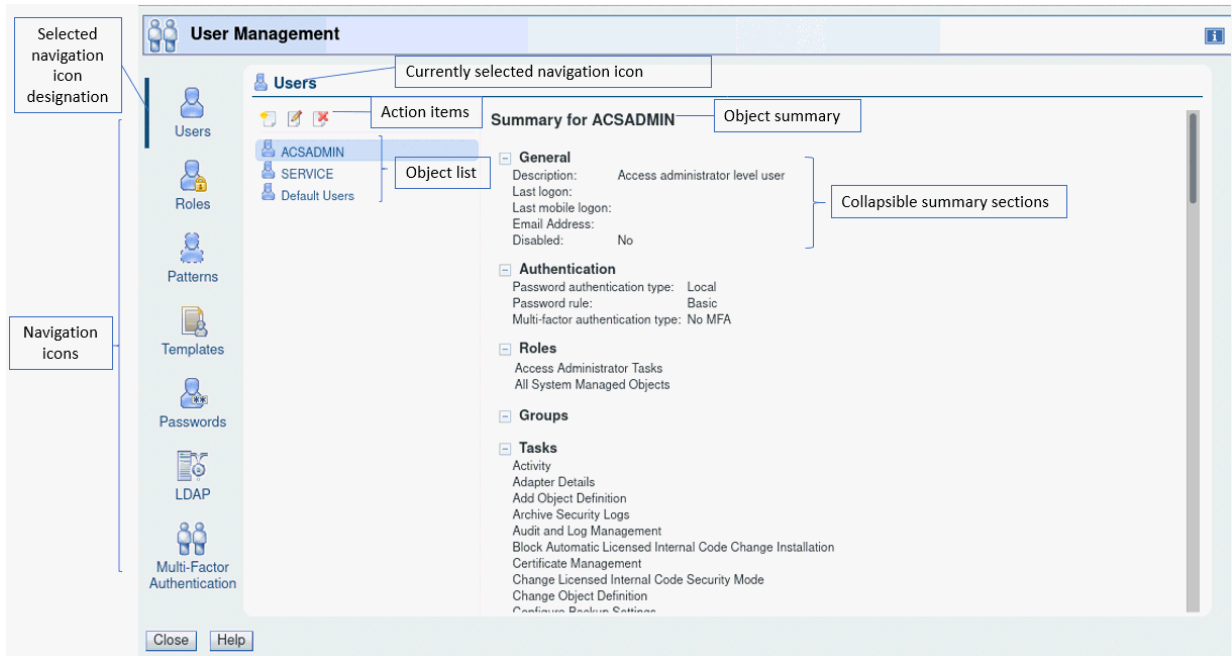 Selected
navigation
icon
designation
User Management
Currently selected navigation icon
Users
Action items
Summary for ACSADMIN
Object summary
Navigation
icons
Users
Roles
Patterns
Templates
Passwords
LDAP
Multi-Factor
Authentication
ACSADMIN
SERVICE
Default Users
Object list
General
Description: Access administrator level user
Last logon:
Last mobile logon:
Email Address:
Disabled: No
Collapsible summary sections
Authentication
Password authentication type: Local
Password rule: Basic
Multi-factor authentication type: No MFA
Roles
Access Administrator Tasks
All System Managed Objects
Groups
Tasks
Activity
Adapter Details
Add Object Definition
Archive Security Logs
Audit and Log Management
Block Automatic Licensed Internal Code Change Installation
Certificate Management
Change Licensed Internal Code Security Mode
Change Object Definition
Configure Backup Settings
Close Help